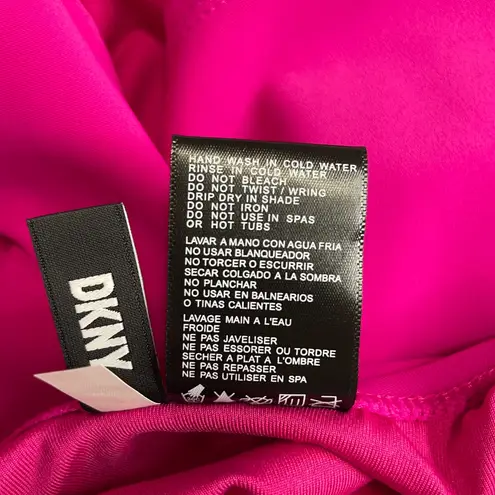 HAND WASH IN COLD WATER
RINSE IN COLD WATER
DO NOT BLEACH
DO NOT TWIST / WRING
DRIP DRY IN SHADE
DO NOT IRON
DO NOT USE IN SPAS
OR HOT TUBS
LAVAR A MANO CON AGUA FRIA
NO USAR BLANQUEADOR
NO TORCER O ESCURRIR
SECAR COLGADO A LA SOMBRA
NO PLANCHAR
NO USAR EN BALNEARIOS
O TINAS CALIENTES
LAVAGE MAIN A L'EAU
FROIDE
NE PAS JAVELISER
NE PAS ESSORER OU TORDRE
SECHER A PLAT A L'OMBRE
NE PAS REPASSER
NE PAS UTILISER EN SPA
DKNY